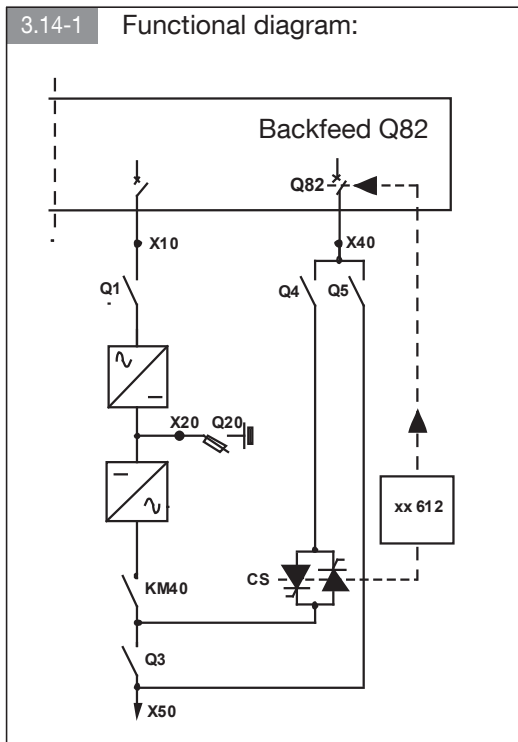 3.14-1 Functional diagram:
Backfeed Q82
Q82
X10
X40
Q1
Q4 Q5
X20 Q20
xx 612
KM40
CS
Q3
X50